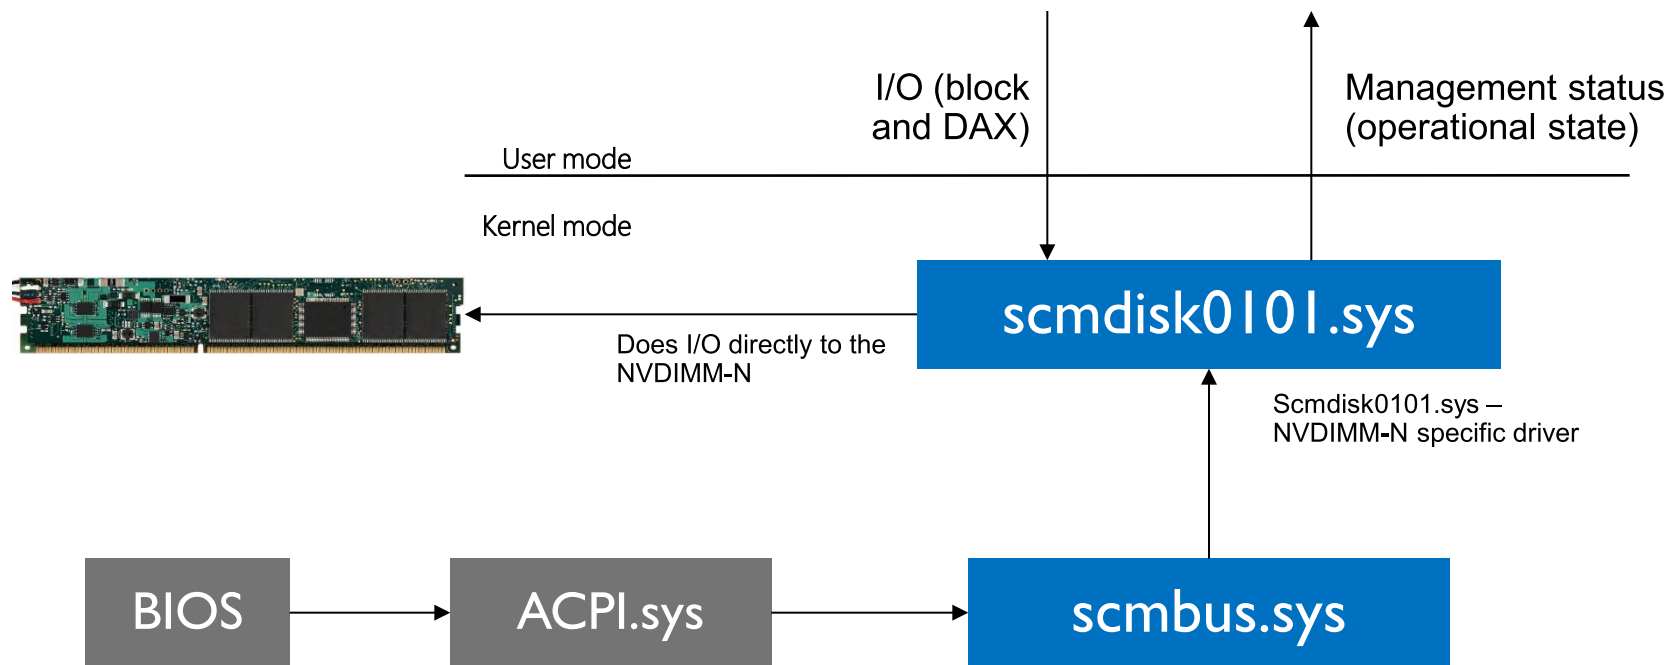 I/O (block
and DAX)
Management status
(operational state)
User mode
Kernel mode
scmdisk0101.sys
Does I/O directly to the
NVDIMM-N
Scmdisk0101.sys –
NVDIMM-N specific driver
BIOS
ACPI.sys
scmbus.sys